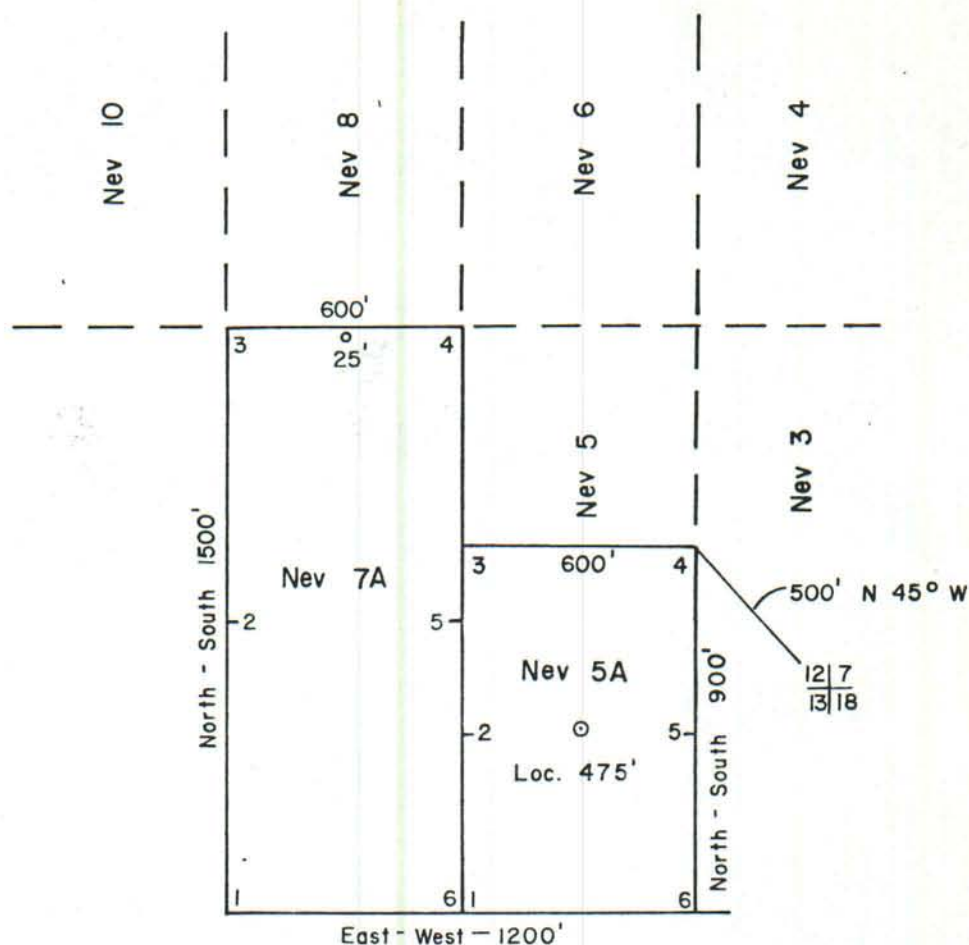 Nev 10
Nev 8
Nev 6
Nev 4
600'
3
25'
4
Nev 5
Nev 3
North - South 1500'
Nev 7A
3
600'
4
500' N 45° W
2
5
12 7
13 18
Nev 5A
2
5
Loc. 475'
North - South 900'
1
6
1
6
East - West - 1200'